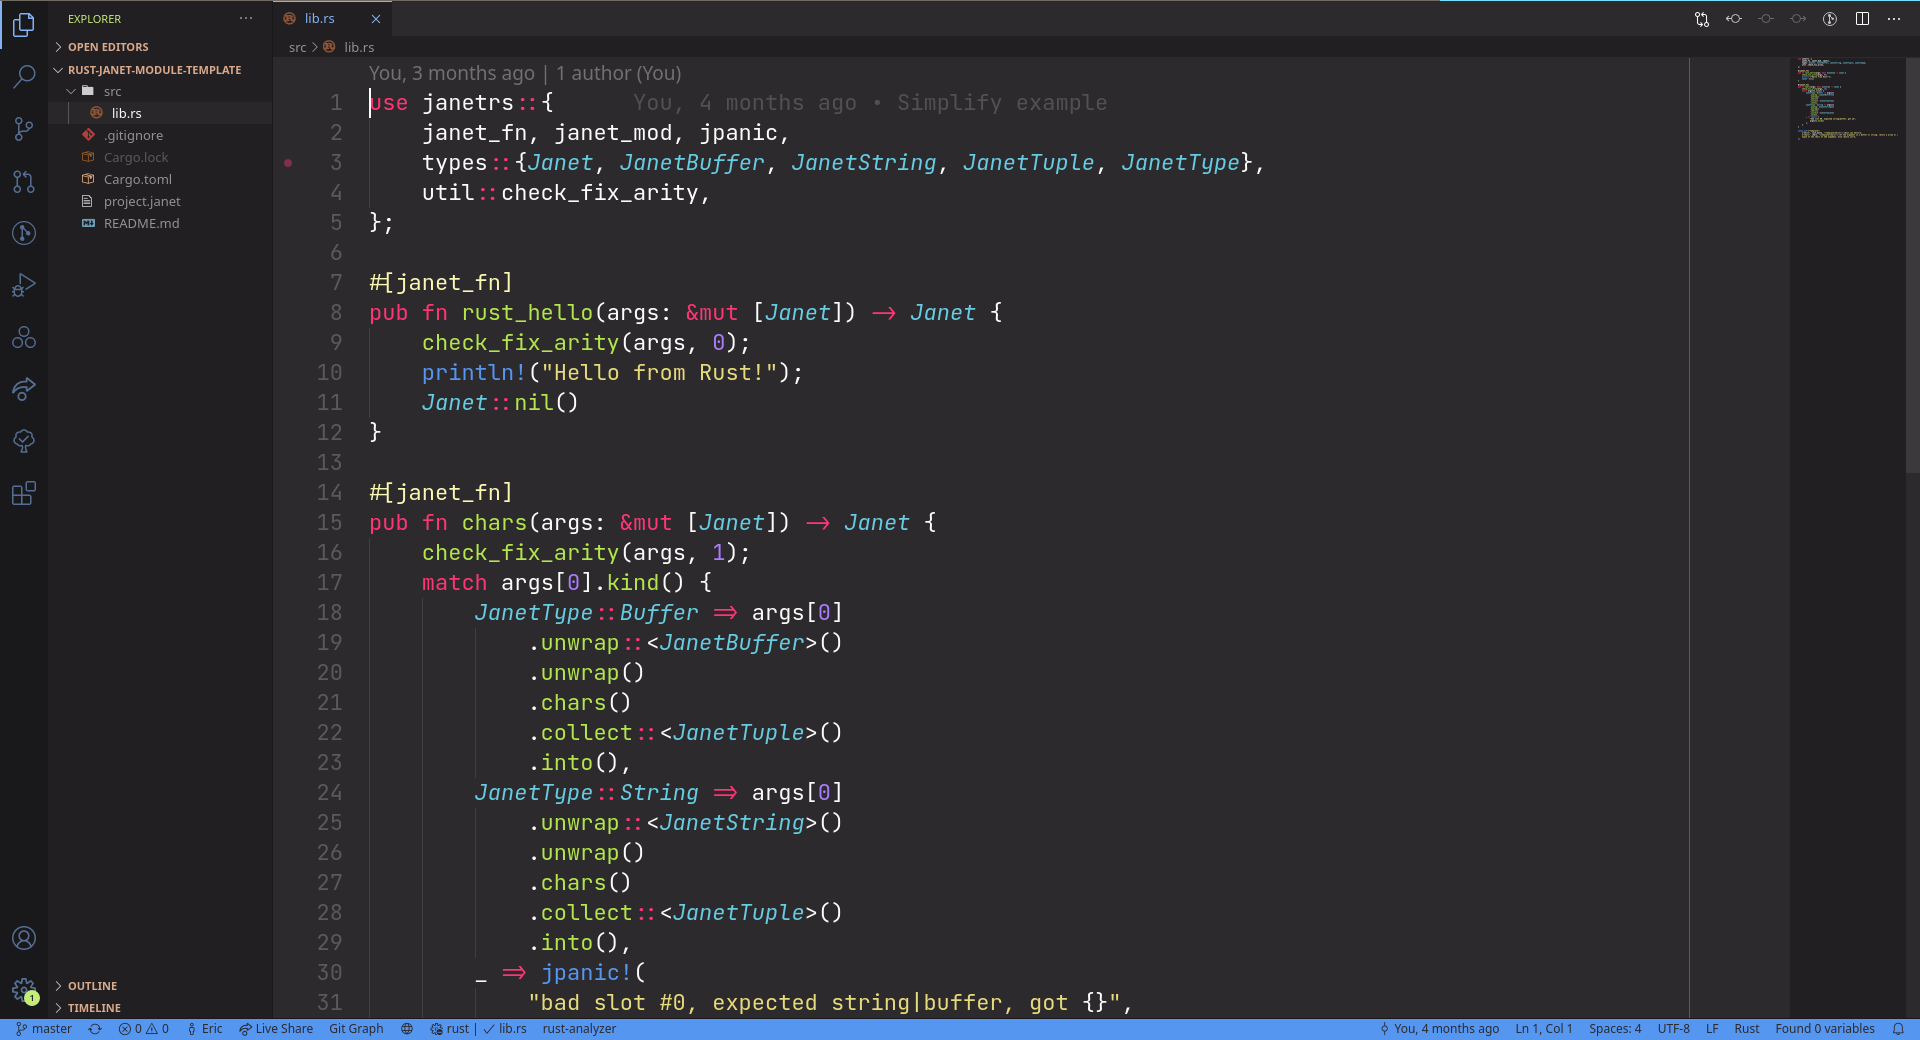 EXPLORER
OPEN EDITORS
RUST-JANET-MODULE-TEMPLATE
src
lib.rs
.gitignore
Cargo.lock
Cargo.toml
project.janet
README.md
OUTLINE
TIMELINE
lib.rs
src > lib.rs
You, 3 months ago | 1 author (You)
1 use janetrs::{ You, 4 months ago • Simplify example
2 janet_fn, janet_mod, jpanic,
3 types::{Janet, JanetBuffer, JanetString, JanetTuple, JanetType},
4 util::check_fix_arity,
5 };
6
7 #[janet_fn]
8 pub fn rust_hello(args: &mut [Janet]) -> Janet {
9 check_fix_arity(args, 0);
10 println!("Hello from Rust!");
11 Janet::nil()
12 }
13
14 #[janet_fn]
15 pub fn chars(args: &mut [Janet]) -> Janet {
16 check_fix_arity(args, 1);
17 match args[0].kind() {
18 JanetType::Buffer => args[0]
19 .unwrap::<JanetBuffer>()
20 .unwrap()
21 .chars()
22 .collect::<JanetTuple>()
23 .into(),
24 JanetType::String => args[0]
25 .unwrap::<JanetString>()
26 .unwrap()
27 .chars()
28 .collect::<JanetTuple>()
29 .into(),
30 _ => jpanic!(
31 "bad slot #0, expected string|buffer, got {}",
1
master 0 0 Eric Live Share Git Graph rust | ✓ lib.rs rust-analyzer You, 4 months ago Ln 1, Col 1 Spaces: 4 UTF-8 LF Rust Found 0 variables